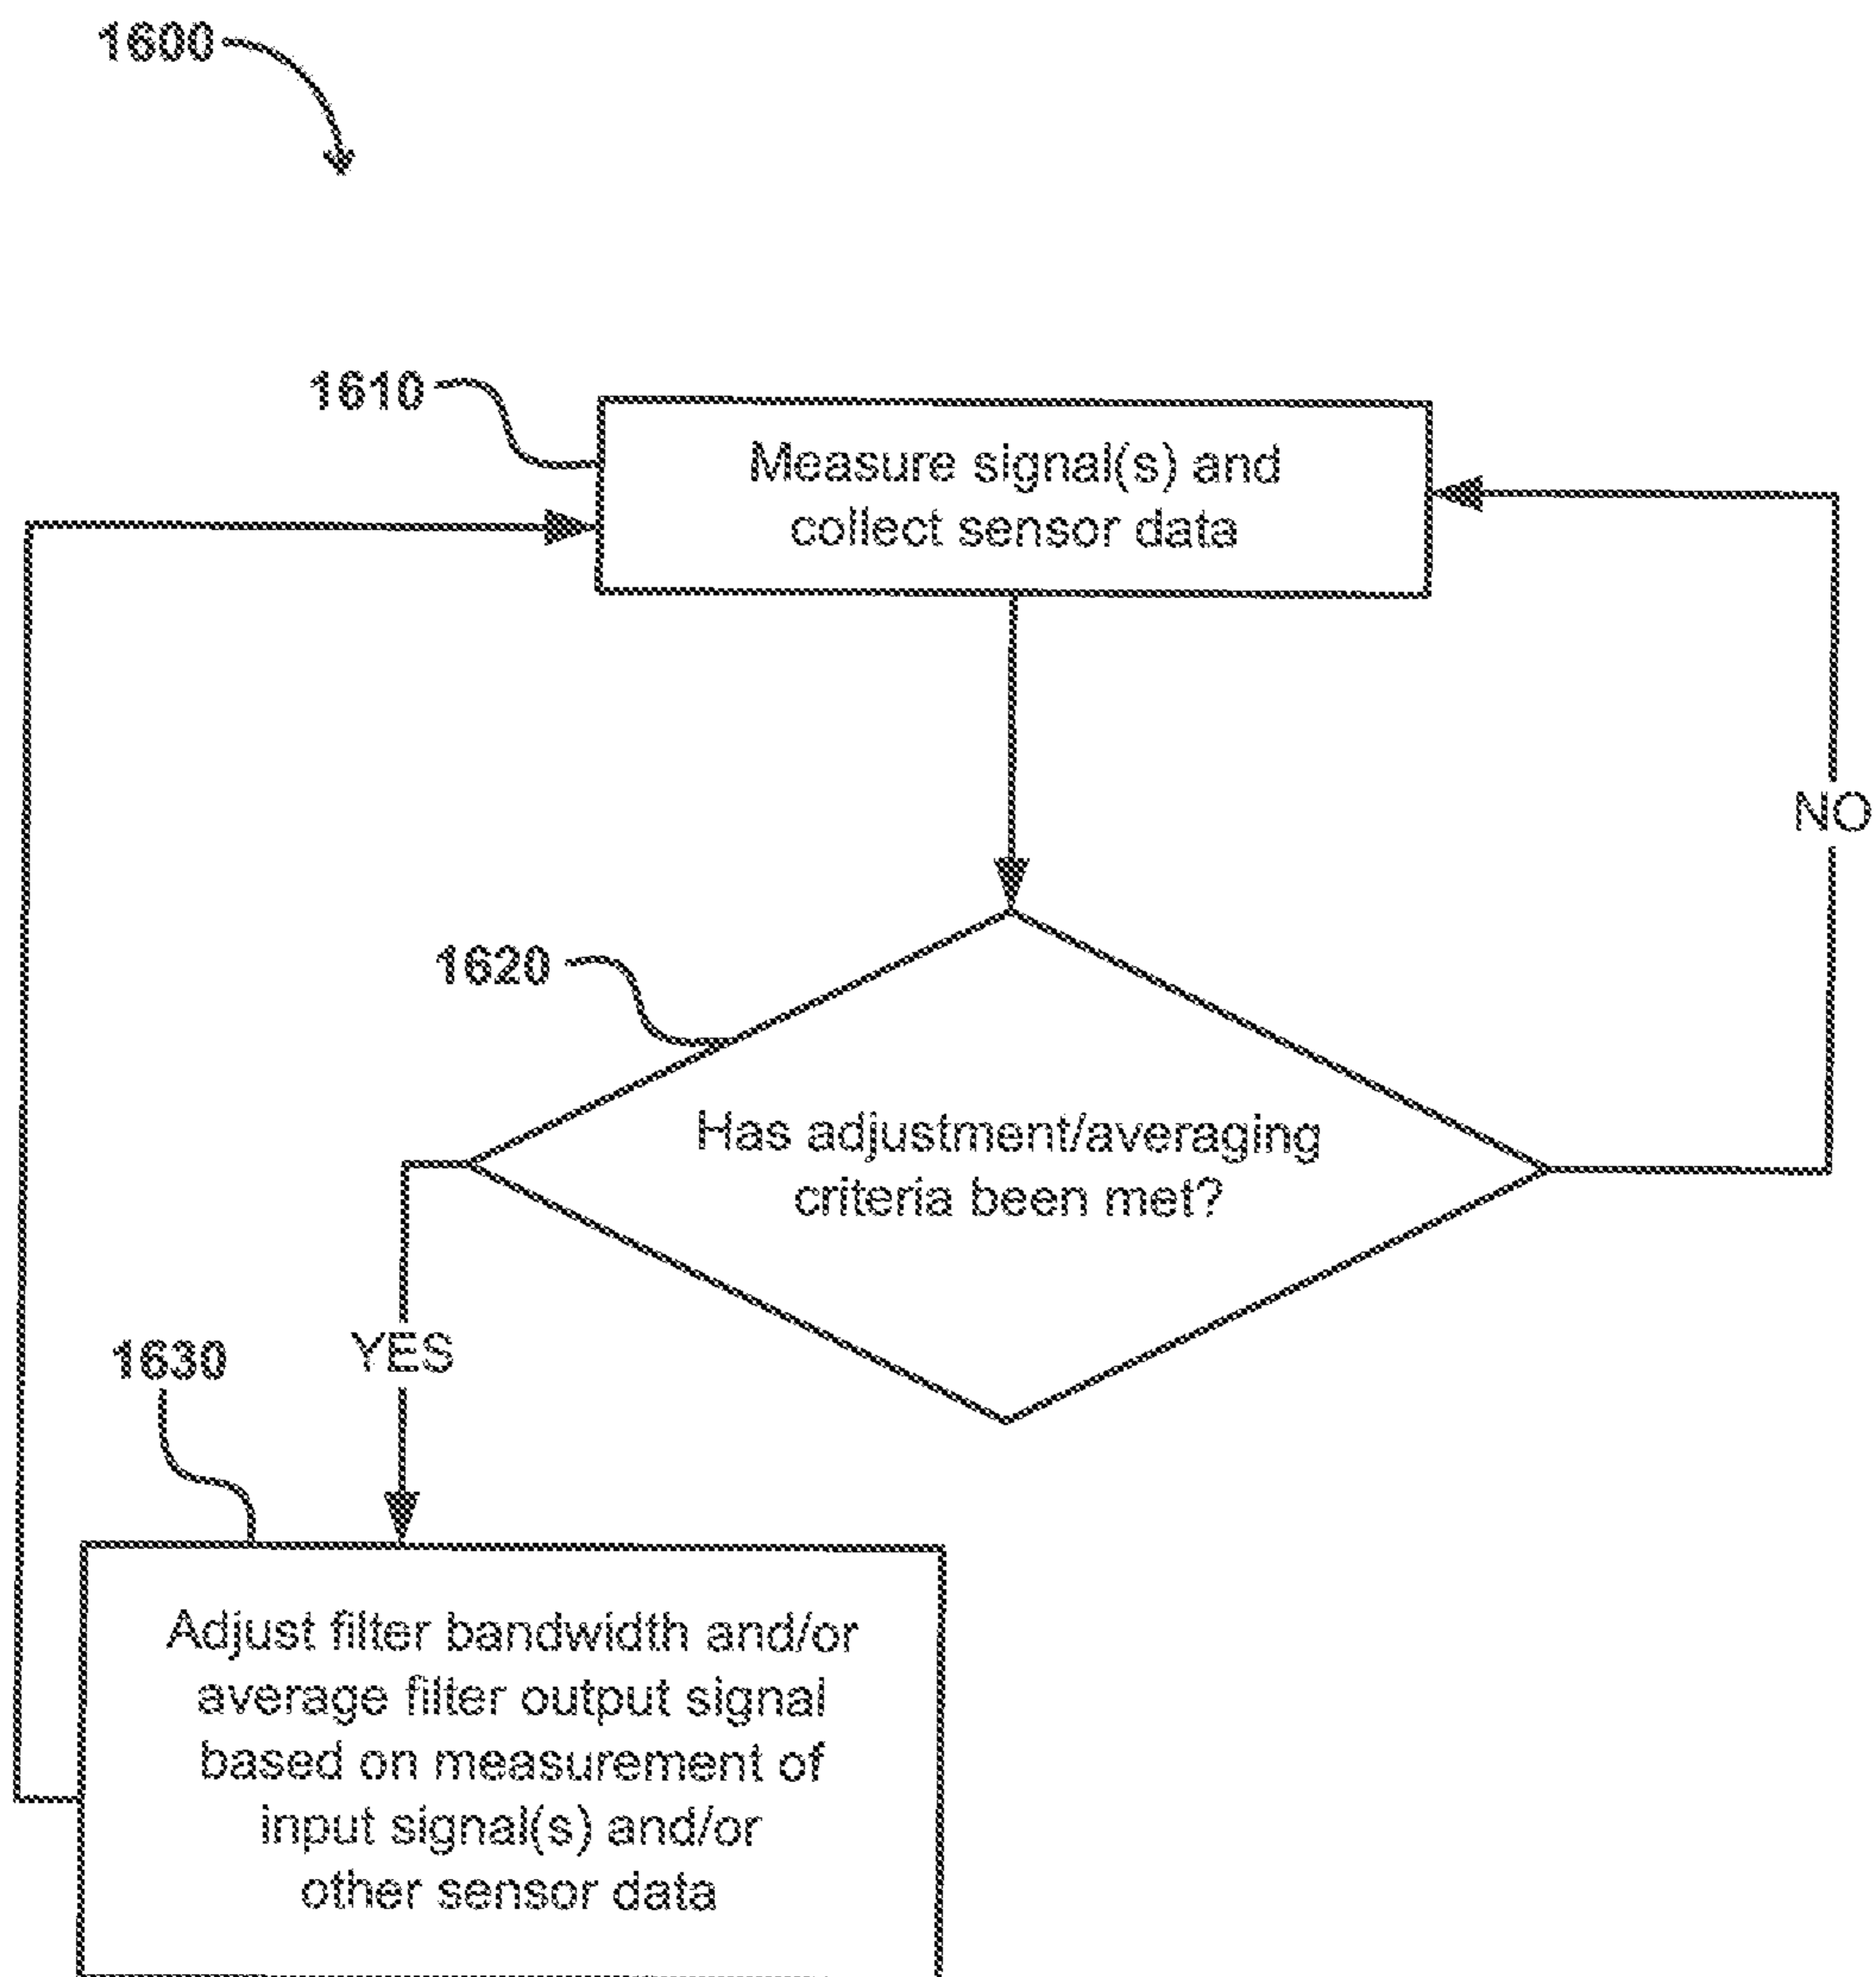 1600
1610
Measure signal(s) and
collect sensor data
NO
1620
Has adjustment/averaging
criteria been met?
YES
1630
Adjust filter bandwidth and/or
average filter output signal
based on measurement of
input signal(s) and/or
other sensor data